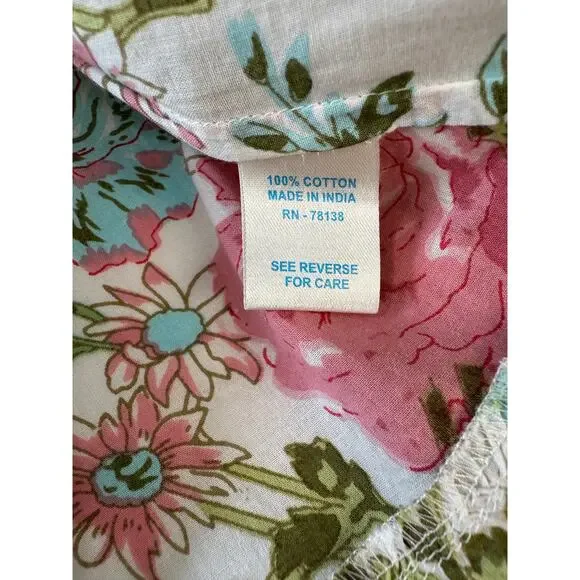 100% COTTON
MADE IN INDIA
RN - 78138
SEE REVERSE
FOR CARE